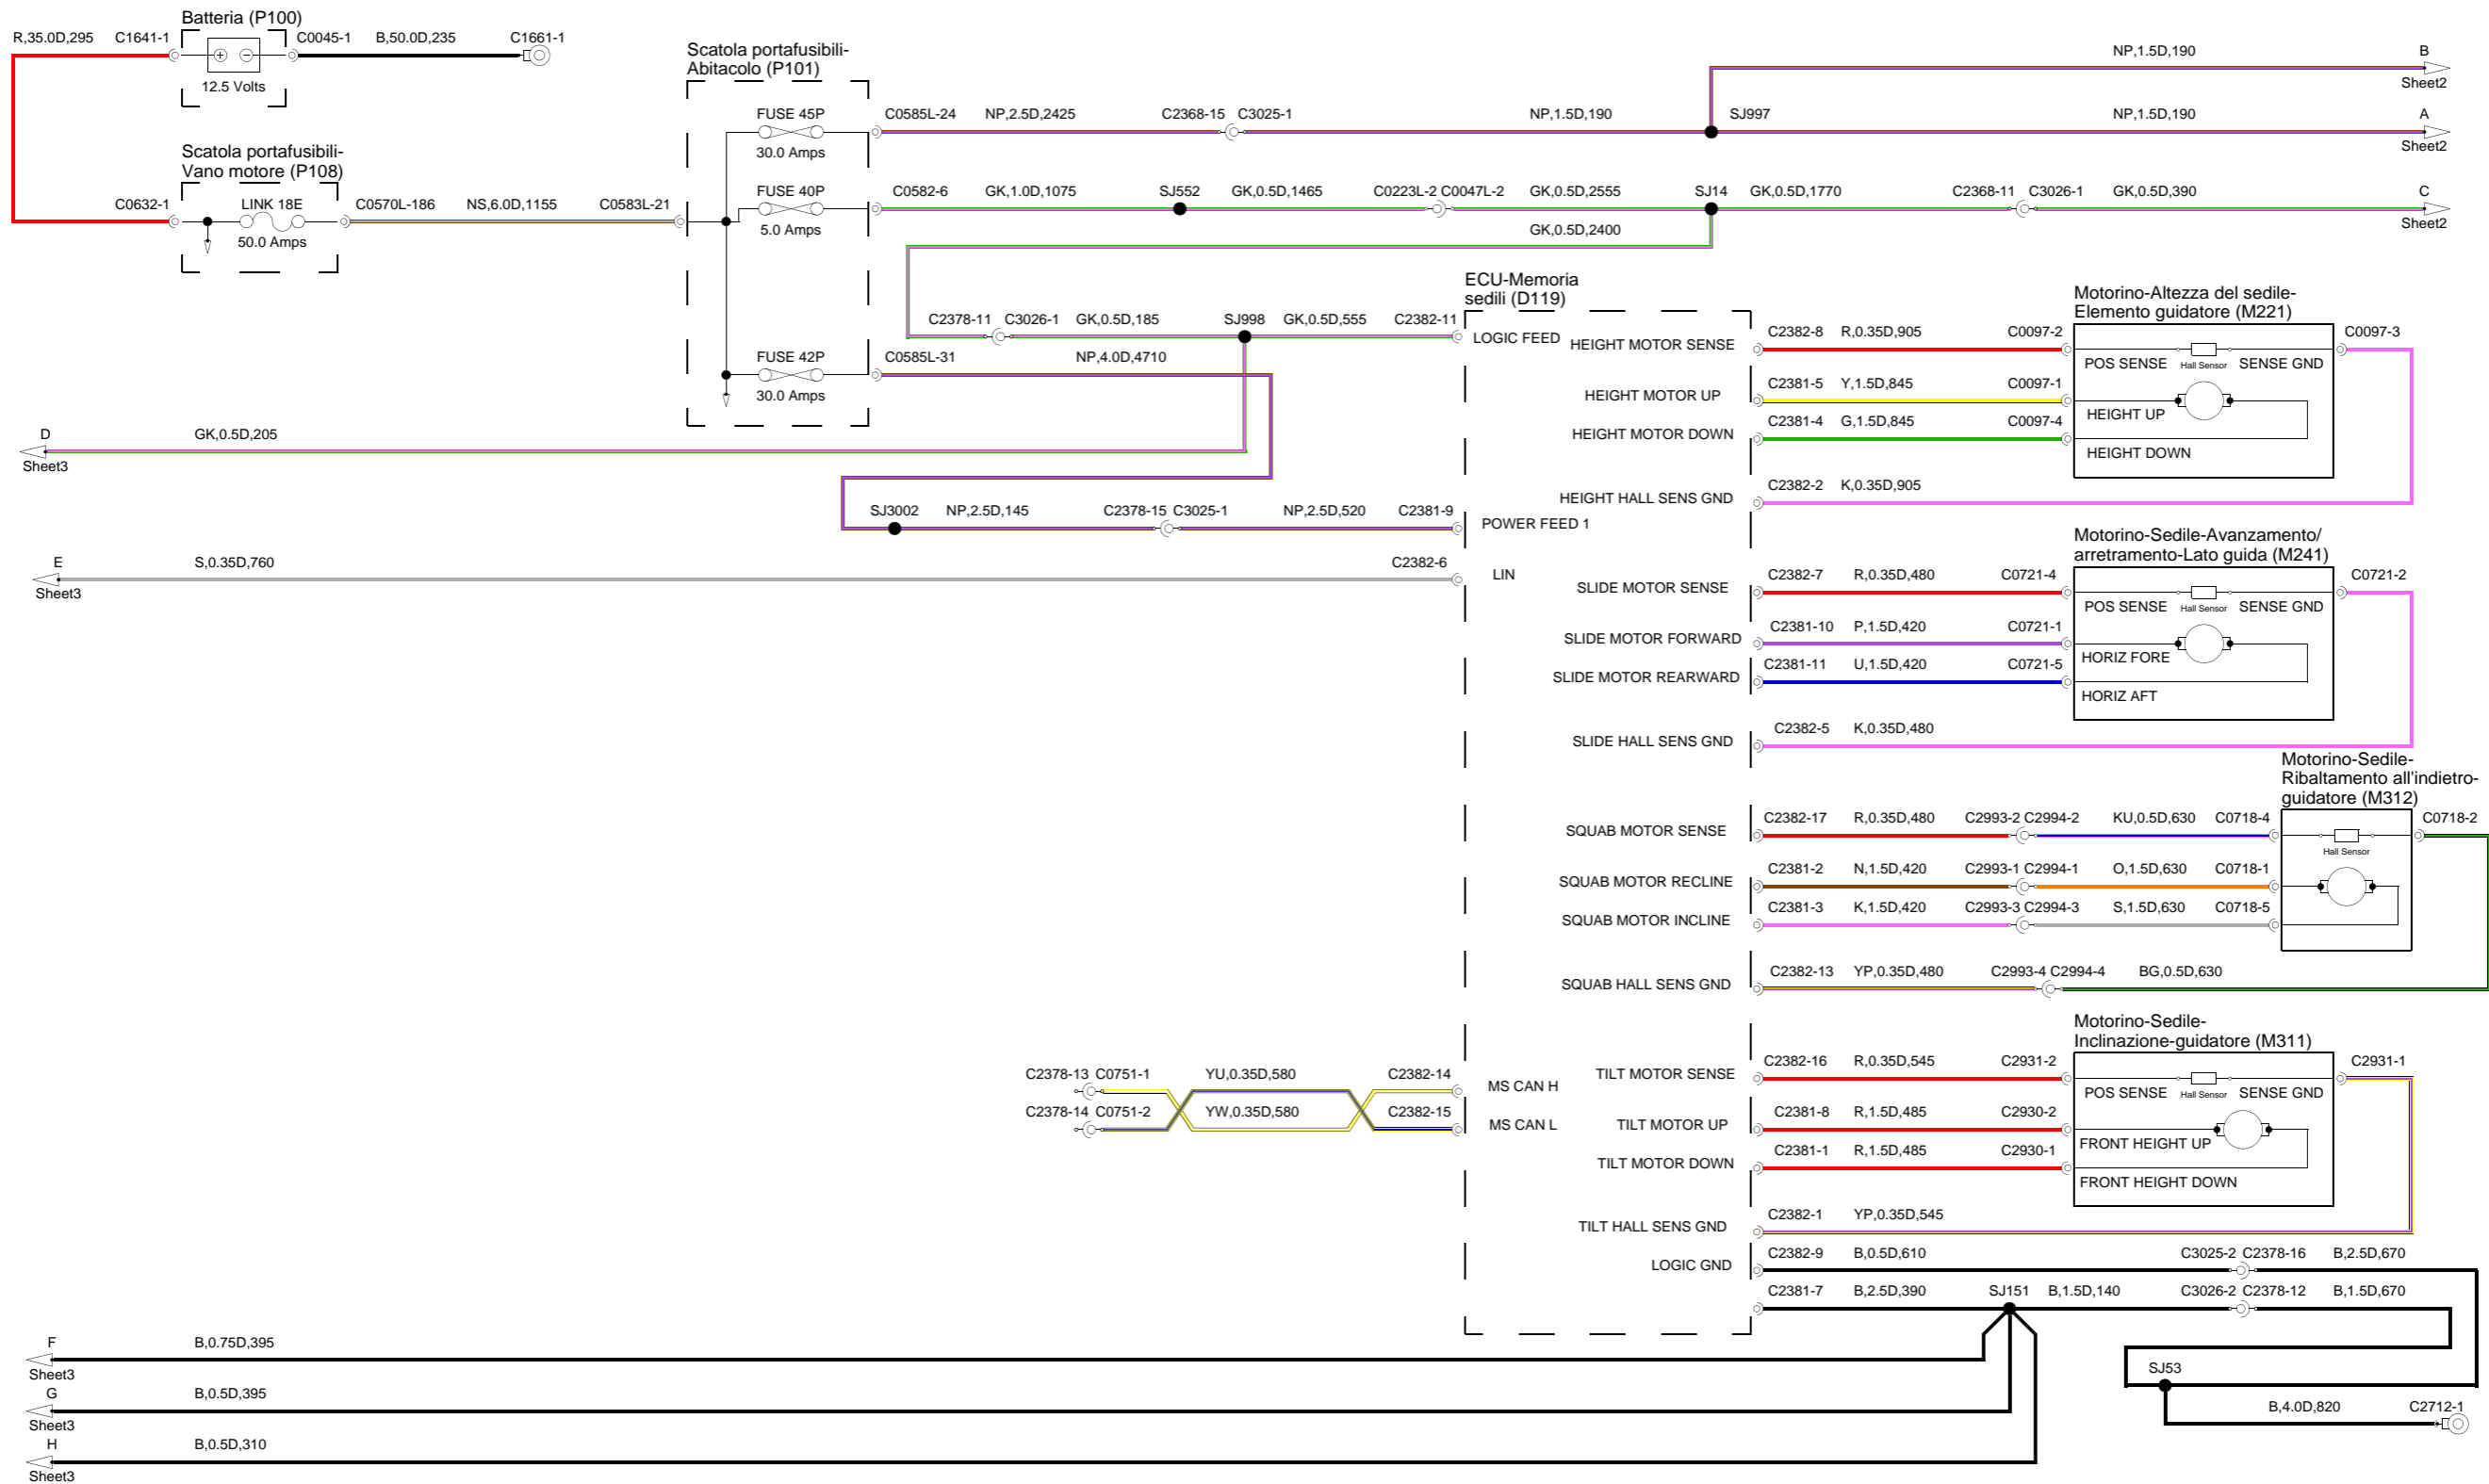 Batteria (P100)
R,35.0D,295 C1641-1 C0045-1 B,50.0D,235 C1661-1
12.5 Volts
Scatola portafusibili-
Abitacolo (P101)
NP,1.5D,190 B
Sheet2
FUSE 45P
30.0 Amps
C0585L-24 NP,2.5D,2425 C2368-15 C3025-1 NP,1.5D,190 SJ997 NP,1.5D,190 A
Sheet2
Scatola portafusibili-
Vano motore (P108)
C0632-1 LINK 18E C0570L-186 NS,6.0D,1155 C0583L-21
50.0 Amps
FUSE 40P
5.0 Amps
C0582-6 GK,1.0D,1075 SJ552 GK,0.5D,1465 C0223L-2 C0047L-2 GK,0.5D,2555 SJ14 GK,0.5D,1770 C2368-11 C3026-1 GK,0.5D,390 C
Sheet2
GK,0.5D,2400
ECU-Memoria
sedili (D119)
C2378-11 C3026-1 GK,0.5D,185 SJ998 GK,0.5D,555 C2382-11
LOGIC FEED
FUSE 42P
30.0 Amps
C0585L-31 NP,4.0D,4710
D GK,0.5D,205
Sheet3
SJ3002 NP,2.5D,145 C2378-15 C3025-1 NP,2.5D,520 C2381-9
POWER FEED 1
E S,0.35D,760 C2382-6
Sheet3
LIN
Motorino-Altezza del sedile-
Elemento guidatore (M221)
HEIGHT MOTOR SENSE C2382-8 R,0.35D,905 C0097-2 C0097-3
POS SENSE Hall Sensor SENSE GND
HEIGHT MOTOR UP C2381-5 Y,1.5D,845 C0097-1
HEIGHT UP
HEIGHT MOTOR DOWN C2381-4 G,1.5D,845 C0097-4
HEIGHT DOWN
HEIGHT HALL SENS GND C2382-2 K,0.35D,905
Motorino-Sedile-Avanzamento/
arretramento-Lato guida (M241)
SLIDE MOTOR SENSE C2382-7 R,0.35D,480 C0721-4 C0721-2
POS SENSE Hall Sensor SENSE GND
SLIDE MOTOR FORWARD C2381-10 P,1.5D,420 C0721-1
HORIZ FORE
SLIDE MOTOR REARWARD C2381-11 U,1.5D,420 C0721-5
HORIZ AFT
SLIDE HALL SENS GND C2382-5 K,0.35D,480
Motorino-Sedile-
Ribaltamento all'indietro-
guidatore (M312)
SQUAB MOTOR SENSE C2382-17 R,0.35D,480 C2993-2 C2994-2 KU,0.5D,630 C0718-4 C0718-2
Hall Sensor
SQUAB MOTOR RECLINE C2381-2 N,1.5D,420 C2993-1 C2994-1 O,1.5D,630 C0718-1
SQUAB MOTOR INCLINE C2381-3 K,1.5D,420 C2993-3 C2994-3 S,1.5D,630 C0718-5
SQUAB HALL SENS GND C2382-13 YP,0.35D,480 C2993-4 C2994-4 BG,0.5D,630
Motorino-Sedile-
Inclinazione-guidatore (M311)
C2378-13 C0751-1 YU,0.35D,580 C2382-14
MS CAN H
C2378-14 C0751-2 YW,0.35D,580 C2382-15
MS CAN L
TILT MOTOR SENSE C2382-16 R,0.35D,545 C2931-2 C2931-1
POS SENSE Hall Sensor SENSE GND
TILT MOTOR UP C2381-8 R,1.5D,485 C2930-2
FRONT HEIGHT UP
TILT MOTOR DOWN C2381-1 R,1.5D,485 C2930-1
FRONT HEIGHT DOWN
TILT HALL SENS GND C2382-1 YP,0.35D,545
LOGIC GND C2382-9 B,0.5D,610 C3025-2 C2378-16 B,2.5D,670
C2381-7 B,2.5D,390 SJ151 B,1.5D,140 C3026-2 C2378-12 B,1.5D,670
F B,0.75D,395
Sheet3
SJ53
G B,0.5D,395
Sheet3
B,4.0D,820 C2712-1
H B,0.5D,310
Sheet3